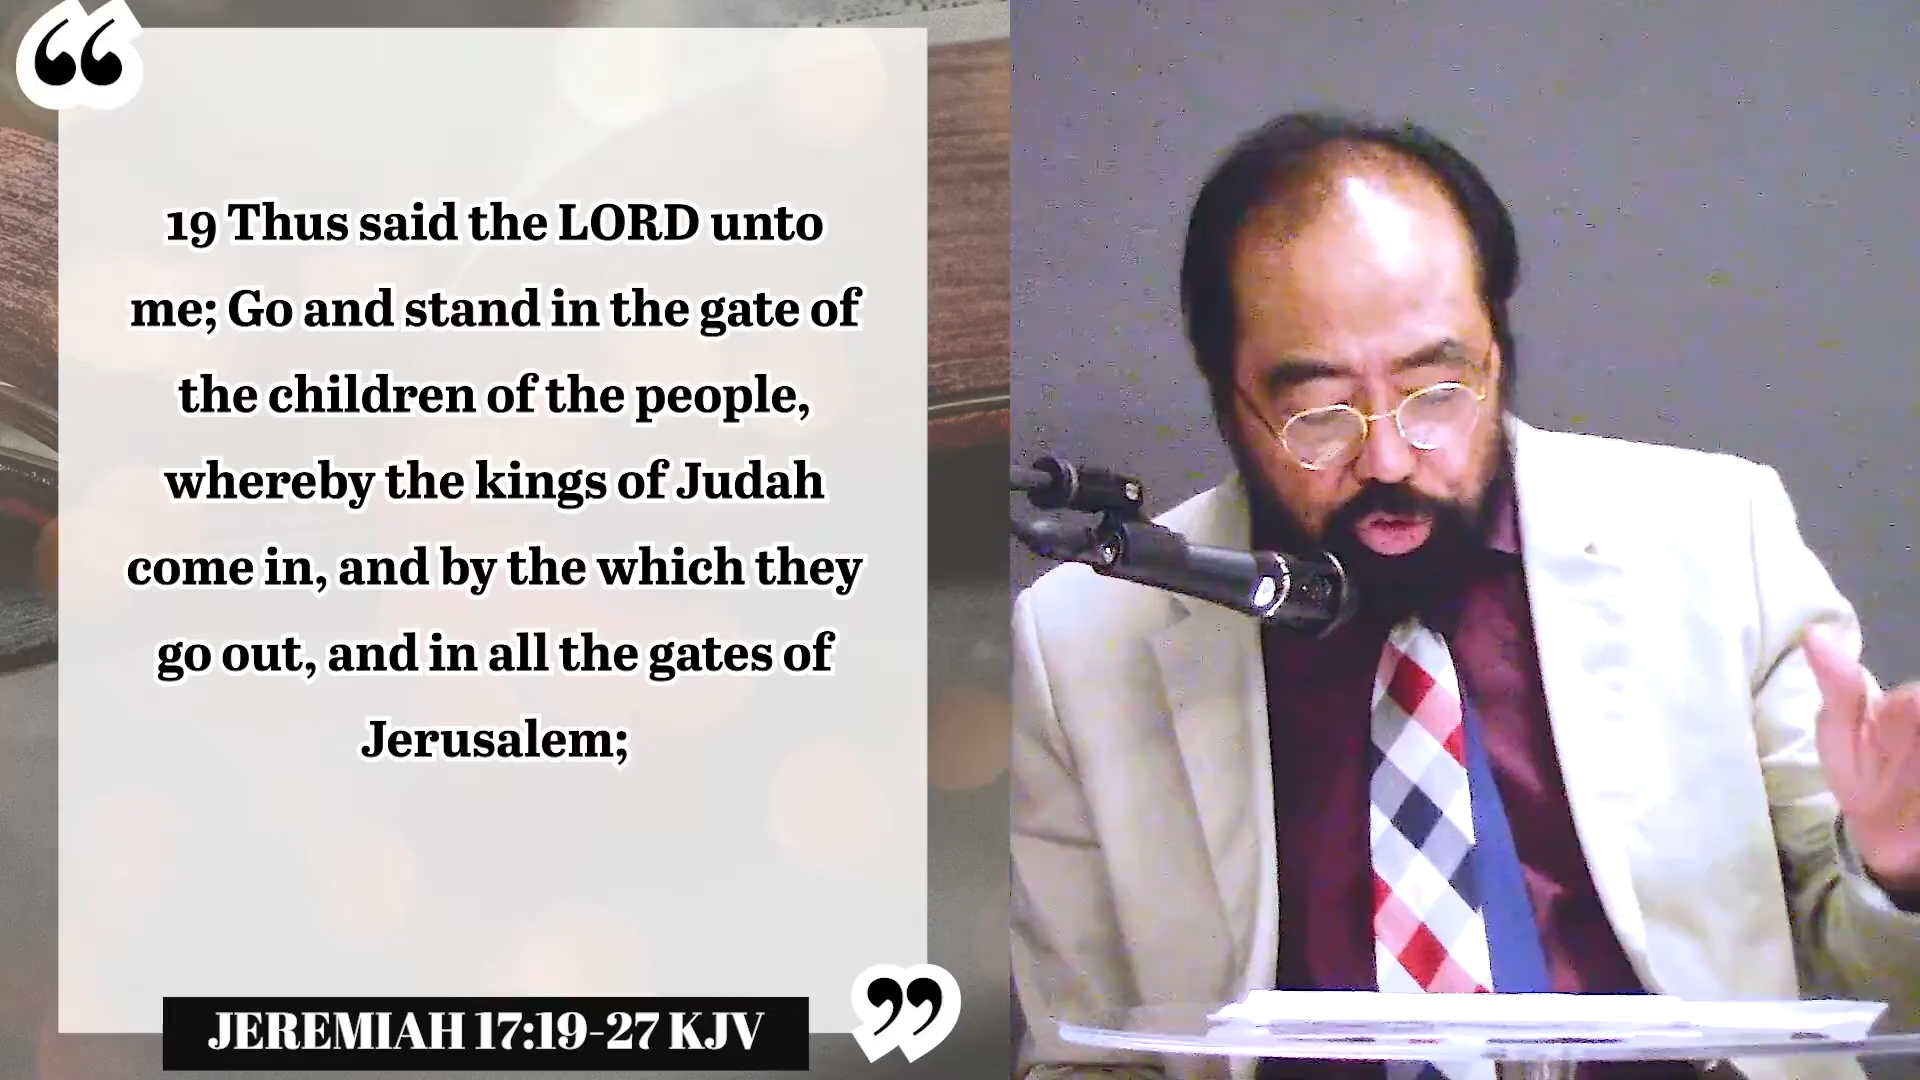 “
19 Thus said the LORD unto
me; Go and stand in the gate of
the children of the people,
whereby the kings of Judah
come in, and by the which they
go out, and in all the gates of
Jerusalem;
”
JEREMIAH 17:19-27 KJV